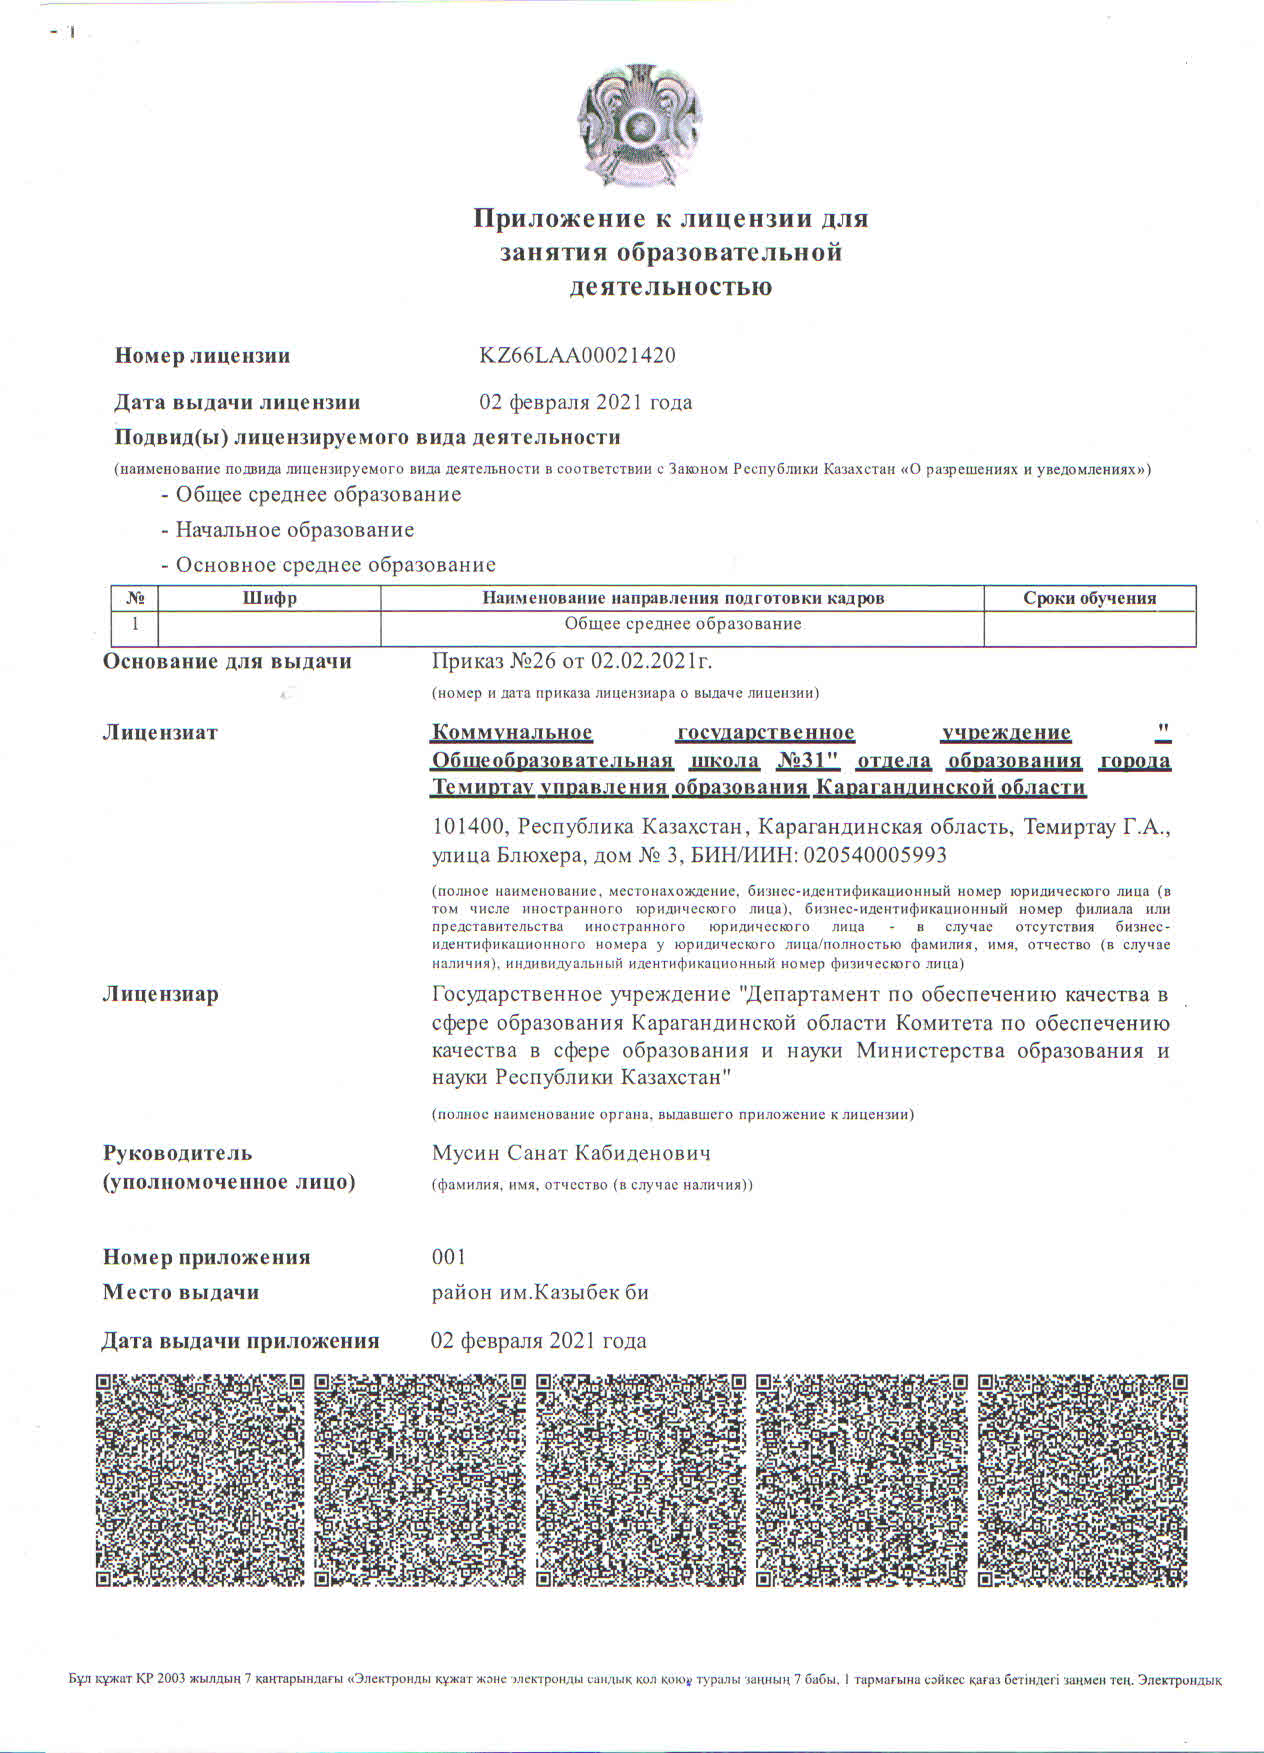 Приложение к лицензии для
занятия образовательной
деятельностью
Номер лицензии KZ66LAA00021420
Дата выдачи лицензии 02 февраля 2021 года
Подвид(ы) лицензируемого вида деятельности
(наименование подвида лицензируемого вида деятельности в соответствии с Законом Республики Казахстан «О разрешениях и уведомлениях»)
- Общее среднее образование
- Начальное образование
- Основное среднее образование
№ Шифр Наименование направления подготовки кадров Сроки обучения
1 Общее среднее образование
Основание для выдачи Приказ №26 от 02.02.2021г.
(номер и дата приказа лицензиара о выдаче лицензии)
Лицензиат Коммунальное государственное учреждение "
Общеобразовательная школа №31" отдела образования города
Темиртау управления образования Карагандинской области
101400, Республика Казахстан, Карагандинская область, Темиртау Г.А.,
улица Блюхера, дом № 3, БИН/ИИН: 020540005993
(полное наименование, местонахождение, бизнес-идентификационный номер юридического лица (в
том числе иностранного юридического лица), бизнес-идентификационный номер филиала или
представительства иностранного юридического лица - в случае отсутствия бизнес-
идентификационного номера у юридического лица/полностью фамилия, имя, отчество (в случае
наличия), индивидуальный идентификационный номер физического лица)
Лицензиар Государственное учреждение "Департамент по обеспечению качества в
сфере образования Карагандинской области Комитета по обеспечению
качества в сфере образования и науки Министерства образования и
науки Республики Казахстан"
(полное наименование органа, выдавшего приложение к лицензии)
Руководитель Мусин Санат Кабиденович
(уполномоченное лицо) (фамилия, имя, отчество (в случае наличия))
Номер приложения 001
Место выдачи район им.Казыбек би
Дата выдачи приложения 02 февраля 2021 года
Бұл құжат ҚР 2003 жылдың 7 қаңтарындағы «Электронды құжат және электронды сандық қол қою» туралы заңның 7 бабы, 1 тармағына сәйкес қағаз бетіндегі заңмен тең. Электрондық